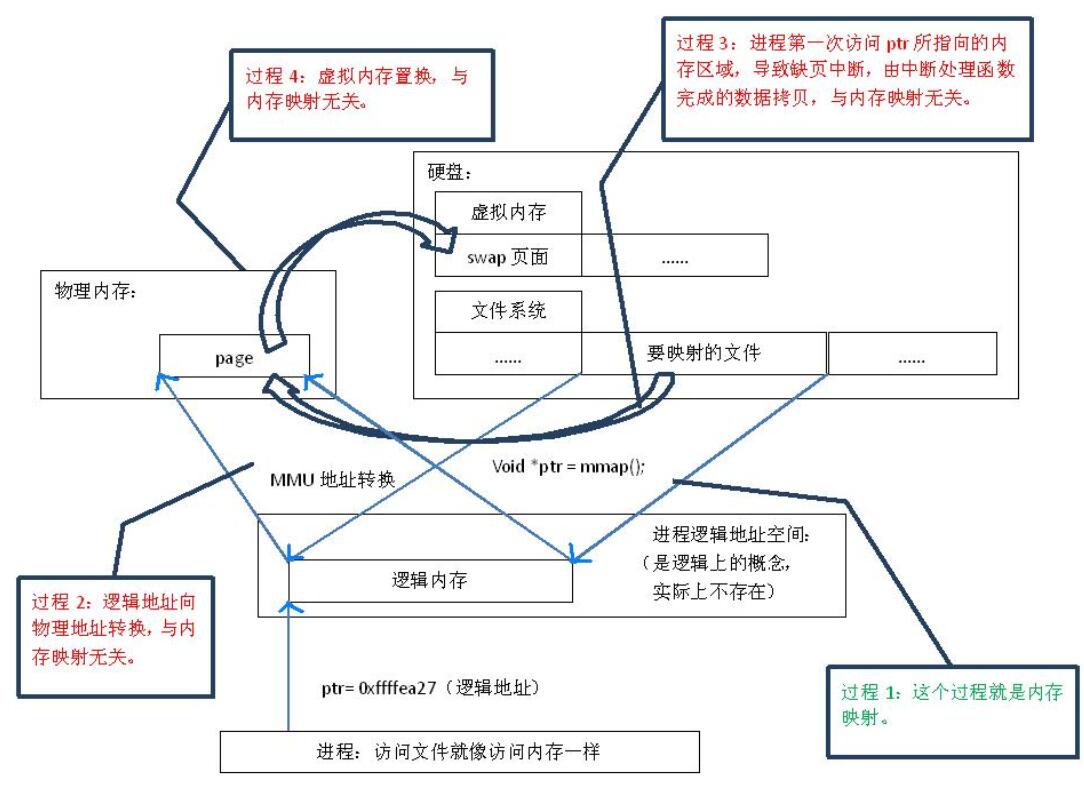 过程 4：虚拟内存置换，与
内存映射无关。
过程 3：进程第一次访问 ptr 所指向的内
存区域，导致缺页中断，由中断处理函数
完成的数据拷贝，与内存映射无关。
硬盘：
虚拟内存
swap 页面
......
物理内存：
page
文件系统
......
要映射的文件
......
MMU 地址转换
Void *ptr = mmap();
进程逻辑地址空间：
（是逻辑上的概念，
实际上不存在）
逻辑内存
过程 2：逻辑地址向
物理地址转换，与内
存映射无关。
ptr= 0xffffea27（逻辑地址）
过程 1：这个过程就是内存
映射。
进程：访问文件就像访问内存一样